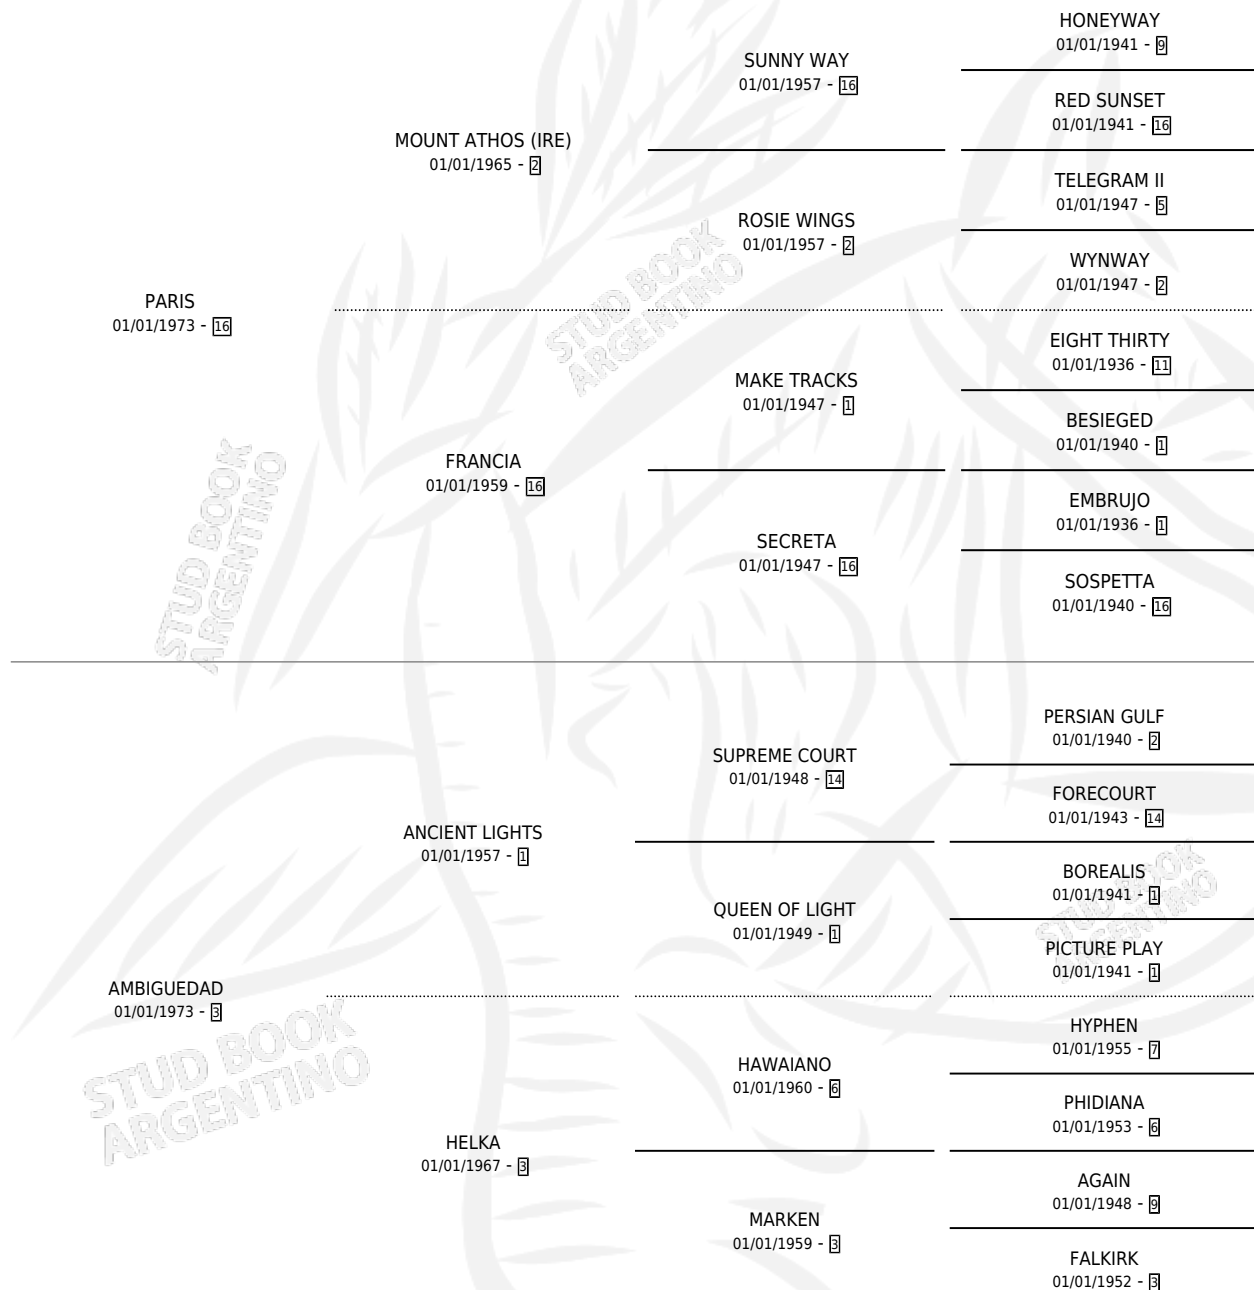 HONEYWAY
01/01/1941 - 9
SUNNY WAY
01/01/1957 - 16
RED SUNSET
01/01/1941 - 16
MOUNT ATHOS (IRE)
01/01/1965 - 2
TELEGRAM II
01/01/1947 - 5
ROSIE WINGS
01/01/1957 - 2
WYNWAY
01/01/1947 - 2
PARIS
01/01/1973 - 16
EIGHT THIRTY
01/01/1936 - 11
MAKE TRACKS
01/01/1947 - 1
BESIEGED
01/01/1940 - 1
FRANCIA
01/01/1959 - 16
EMBRUJO
01/01/1936 - 1
SECRETA
01/01/1947 - 16
SOSPETTA
01/01/1940 - 16
STUD BOOK
ARGENTINO
STUD BOOK
ARGENTINO
PERSIAN GULF
01/01/1940 - 2
SUPREME COURT
01/01/1948 - 14
FORECOURT
01/01/1943 - 14
ANCIENT LIGHTS
01/01/1957 - 1
BOREALIS
01/01/1941 - 1
QUEEN OF LIGHT
01/01/1949 - 1
PICTURE PLAY
01/01/1941 - 1
AMBIGUEDAD
01/01/1973 - 3
HYPHEN
01/01/1955 - 7
HAWAIANO
01/01/1960 - 6
PHIDIANA
01/01/1953 - 6
HELKA
01/01/1967 - 3
AGAIN
01/01/1948 - 9
MARKEN
01/01/1959 - 3
FALKIRK
01/01/1952 - 3
STUD BOOK
ARGENTINO
STUD BOOK
ARGENTINO